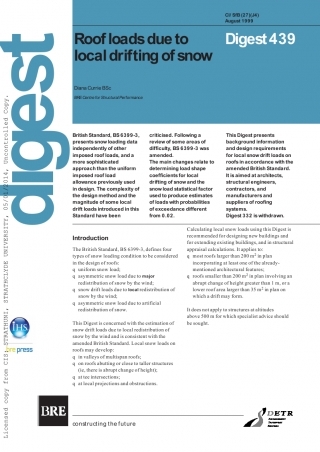 CI/SfB (27)(J4)
August 1999
Roof loads due to
local drifting of snow
Digest 439
Diana Currie BSc
BRE Centre for Structural Performance
digest
Licensed copy from CIS: STRATHUNI, STRATHCLYDE UNIVERSITY, 05/02/2014, Uncontrolled Copy.
British Standard, BS 6399-3,
presents snow loading data
independently of other
imposed roof loads, and a
more sophisticated
approach than the uniform
imposed roof load
allowance previously used
in design. The complexity of
the design method and the
magnitude of some local
drift loads introduced in this
Standard have been
criticised. Following a
review of some areas of
difficulty, BS 6399-3 was
amended.
The main changes relate to
determining load shape
coefficients for local
drifting of snow and the
snow load statistical factor
used to produce estimates
of loads with probabilities
of exceedance different
from 0.02.
This Digest presents
background information
and design requirements
for local snow drift loads on
roofs in accordance with the
amended British Standard.
It is aimed at architects,
structural engineers,
contractors, and
manufacturers and
suppliers of roofing
systems.
Digest 332 is withdrawn.
Introduction
The British Standard, BS 6399-3, defines four
types of snow loading condition to be considered
in the design of roofs:
q uniform snow load;
q asymmetric snow load due to major
redistribution of snow by the wind;
q snow drift loads due to local redistribution of
snow by the wind;
q asymmetric snow load due to artificial
redistribution of snow.
This Digest is concerned with the estimation of
snow drift loads due to local redistribution of
snow by the wind and is consistent with the
amended British Standard. Local snow loads on
roofs may develop:
q in valleys of multispan roofs;
q on roofs abutting or close to taller structures
(ie, there is abrupt change of height);
q at tee intersections;
q at local projections and obstructions.
Calculating local snow loads using this Digest is
recommended for designing new buildings and
for extending existing buildings, and in structural
appraisal calculations. It applies to:
q most roofs larger than 200 m² in plan
incorporating at least one of the already-
mentioned architectural features;
q roofs smaller than 200 m² in plan involving an
abrupt change of height greater than 1 m, or a
lower roof area larger than 35 m² in plan on
which a drift may form.
It does not apply to structures at altitudes
above 500 m for which specialist advice should
be sought.
IHS
press
BRE
constructing the future
DETR